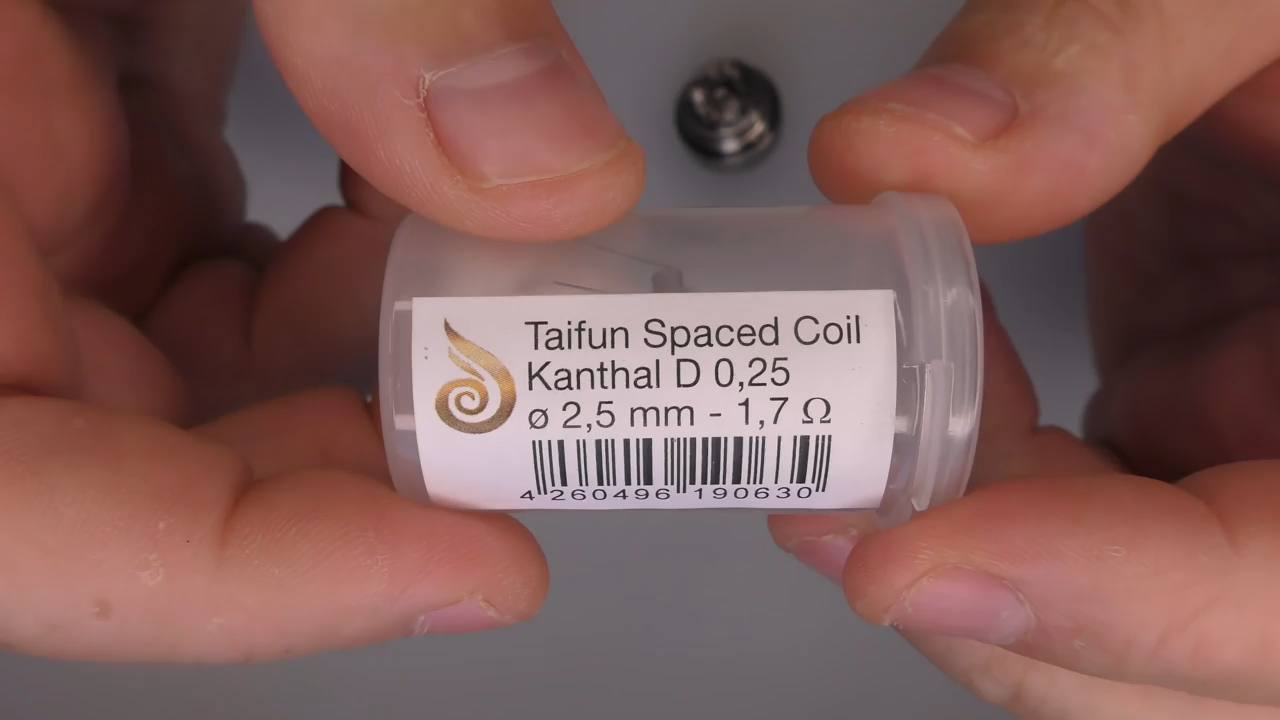 Taifun Spaced Coil
Kanthal D 0,25
ø 2,5 mm - 1,7 Ω
4 260496 190630